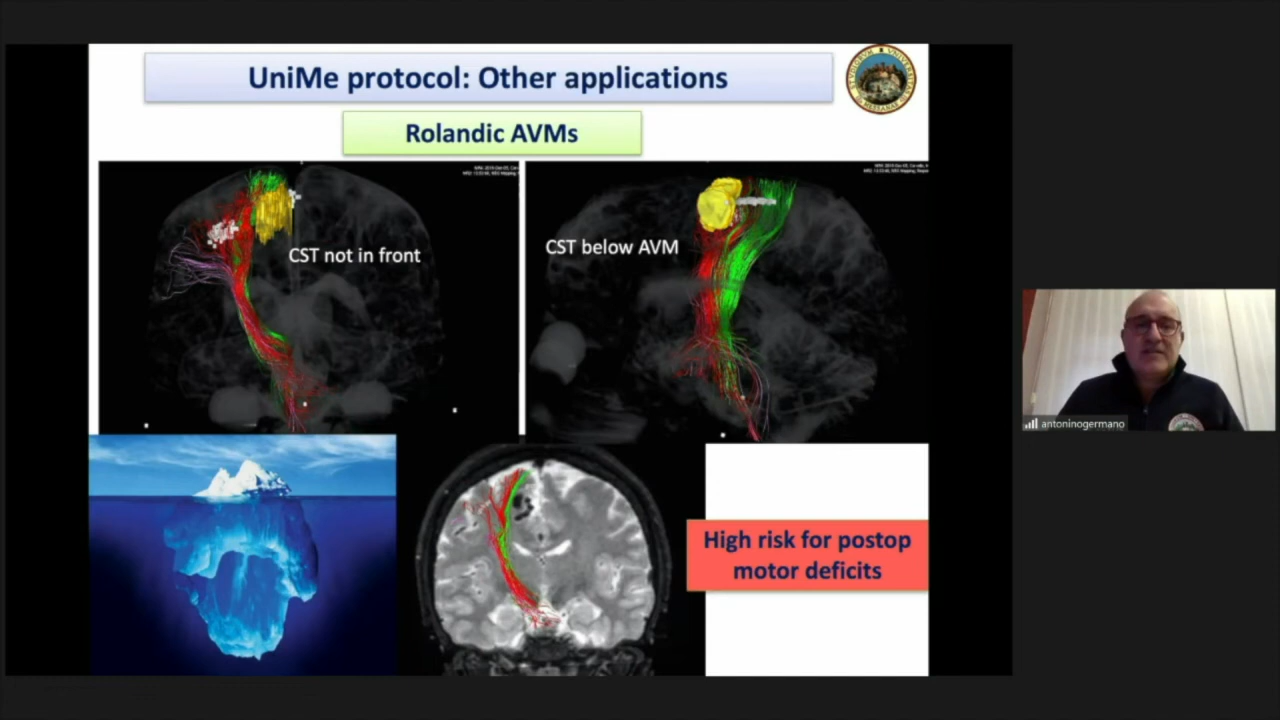 UniMe protocol: Other applications
Rolandic AVMs
CST not in front
CST below AVM
High risk for postop
motor deficits
antoninogermano